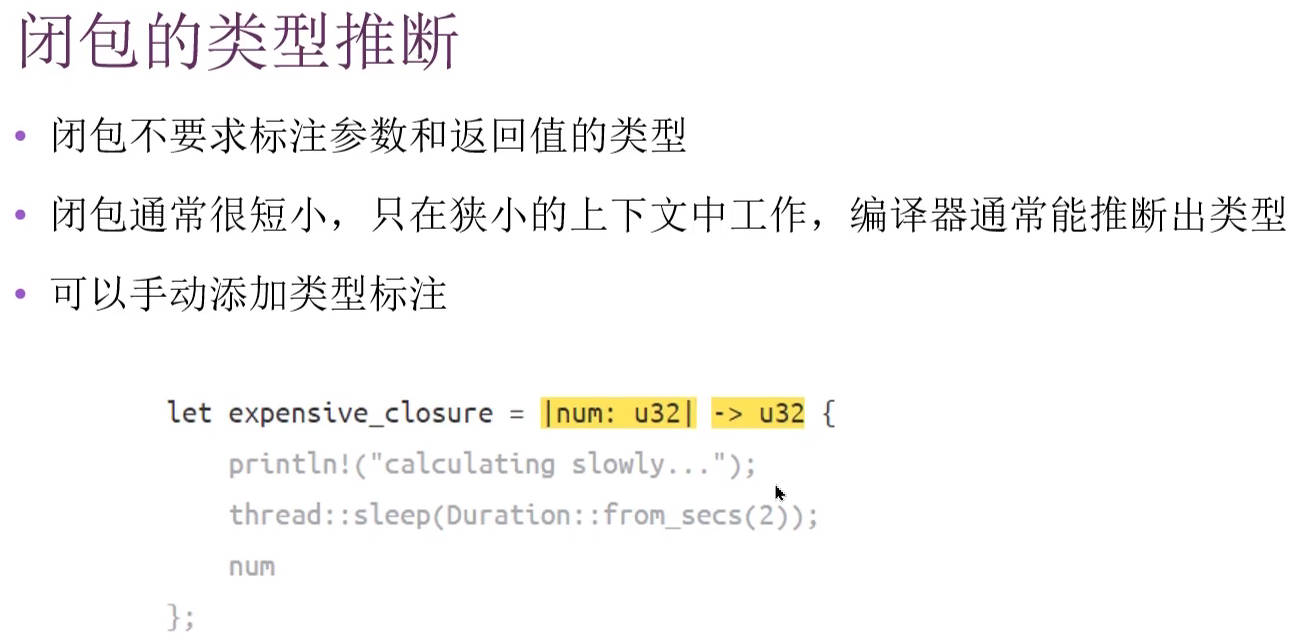 闭包的类型推断
• 闭包不要求标注参数和返回值的类型
• 闭包通常很短小，只在狭小的上下文中工作，编译器通常能推断出类型
• 可以手动添加类型标注
let expensive_closure = |num: u32| -> u32 {
    println!("calculating slowly...");
    thread::sleep(Duration::from_secs(2));
    num
};